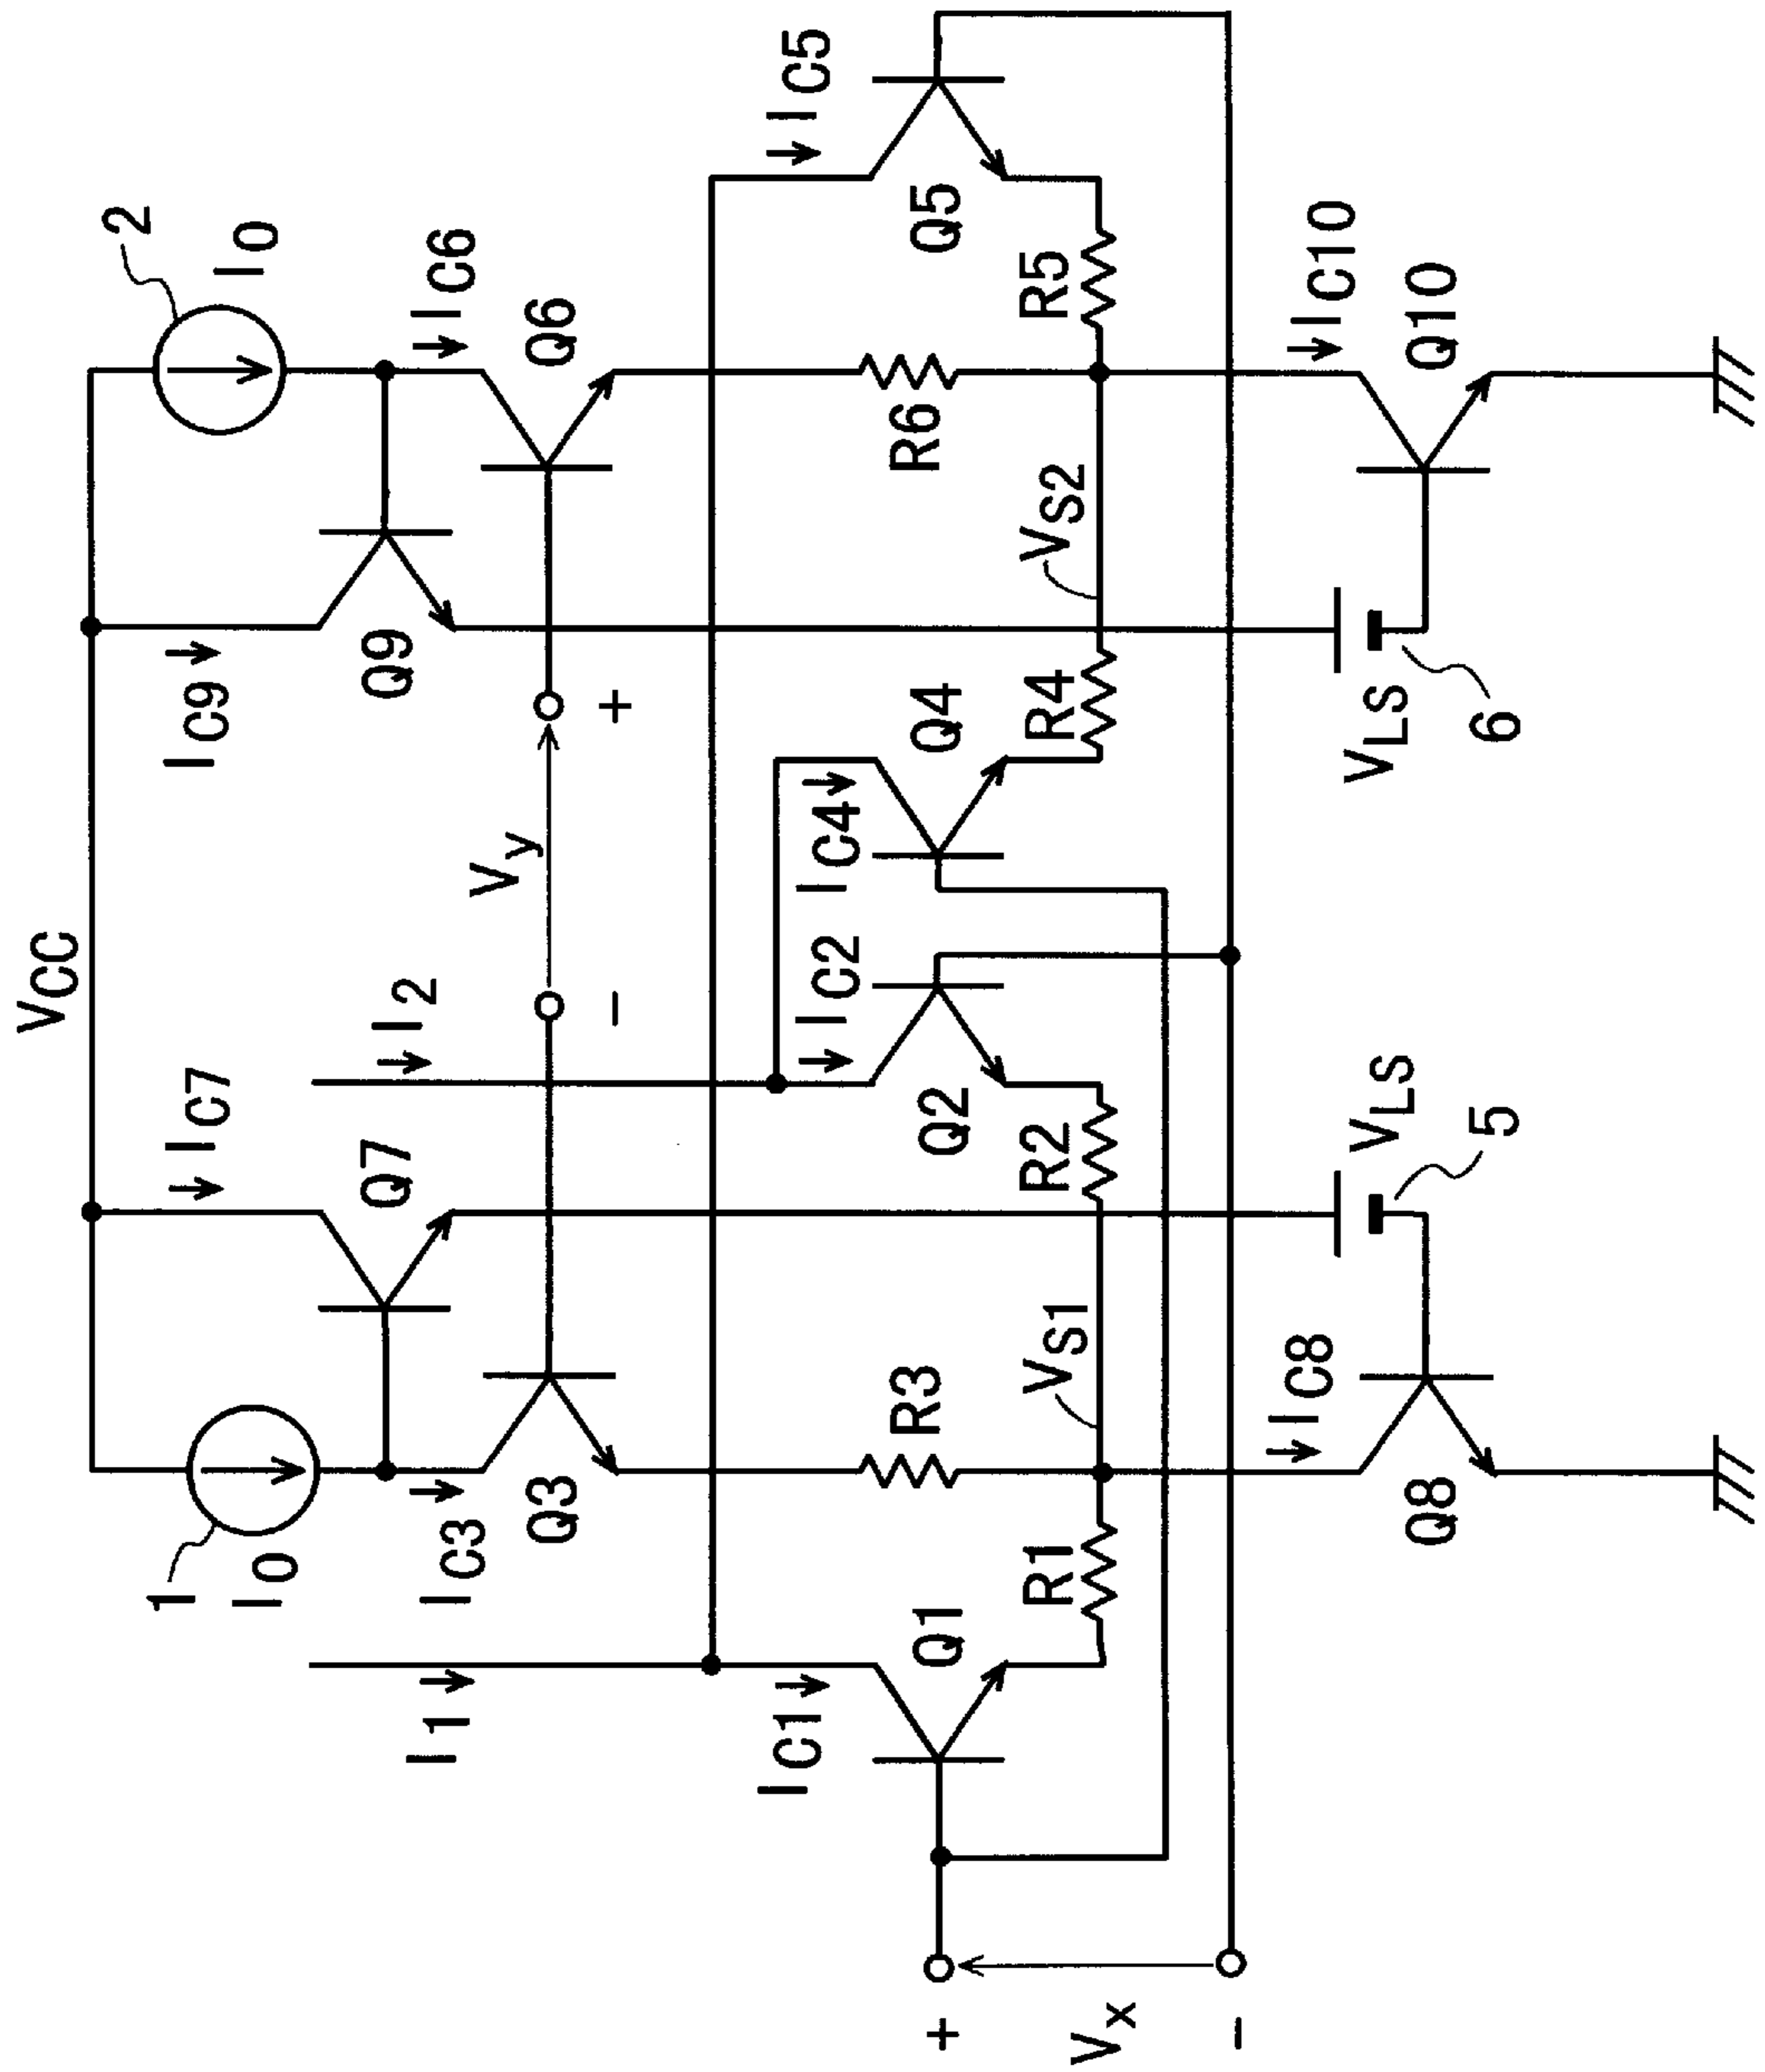 VCC
1
IO
2
IO
I1
I2
IC7
IC9
Q7
Q9
IC3
IC6
Q3
Q6
Vy
-
+
IC1
IC2
IC4
IC5
Q1
Q2
Q4
Q5
R3
R6
R1
R2
R4
R5
VS1
VS2
+
Vx
-
IC8
VLS
5
VLS
6
IC10
Q8
Q10